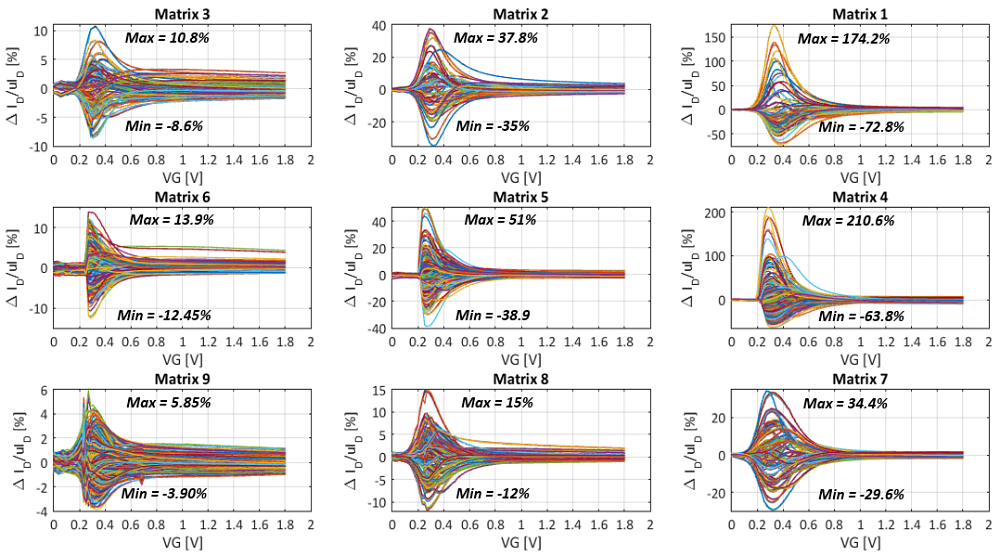 Matrix 3
Max = 10.8%
Min = -8.6%
10
5
0
-5
-10
Δ I_D/uI_D [%]
0 0.2 0.4 0.6 0.8 1 1.2 1.4 1.6 1.8 2
VG [V]
Matrix 2
Max = 37.8%
Min = -35%
40
20
0
-20
Δ I_D/uI_D [%]
0 0.2 0.4 0.6 0.8 1 1.2 1.4 1.6 1.8 2
VG [V]
Matrix 1
Max = 174.2%
Min = -72.8%
150
100
50
0
-50
Δ I_D/uI_D [%]
0 0.2 0.4 0.6 0.8 1 1.2 1.4 1.6 1.8 2
VG [V]
Matrix 6
Max = 13.9%
Min = -12.45%
10
0
-10
Δ I_D/uI_D [%]
0 0.2 0.4 0.6 0.8 1 1.2 1.4 1.6 1.8 2
VG [V]
Matrix 5
Max = 51%
Min = -38.9
40
20
0
-20
-40
Δ I_D/uI_D [%]
0 0.2 0.4 0.6 0.8 1 1.2 1.4 1.6 1.8 2
VG [V]
Matrix 4
Max = 210.6%
Min = -63.8%
200
100
0
Δ I_D/uI_D [%]
0 0.2 0.4 0.6 0.8 1 1.2 1.4 1.6 1.8 2
VG [V]
Matrix 9
Max = 5.85%
Min = -3.90%
6
4
2
0
-2
-4
Δ I_D/uI_D [%]
0 0.2 0.4 0.6 0.8 1 1.2 1.4 1.6 1.8 2
VG [V]
Matrix 8
Max = 15%
Min = -12%
15
10
5
0
-5
-10
Δ I_D/uI_D [%]
0 0.2 0.4 0.6 0.8 1 1.2 1.4 1.6 1.8 2
VG [V]
Matrix 7
Max = 34.4%
Min = -29.6%
20
0
-20
Δ I_D/uI_D [%]
0 0.2 0.4 0.6 0.8 1 1.2 1.4 1.6 1.8 2
VG [V]